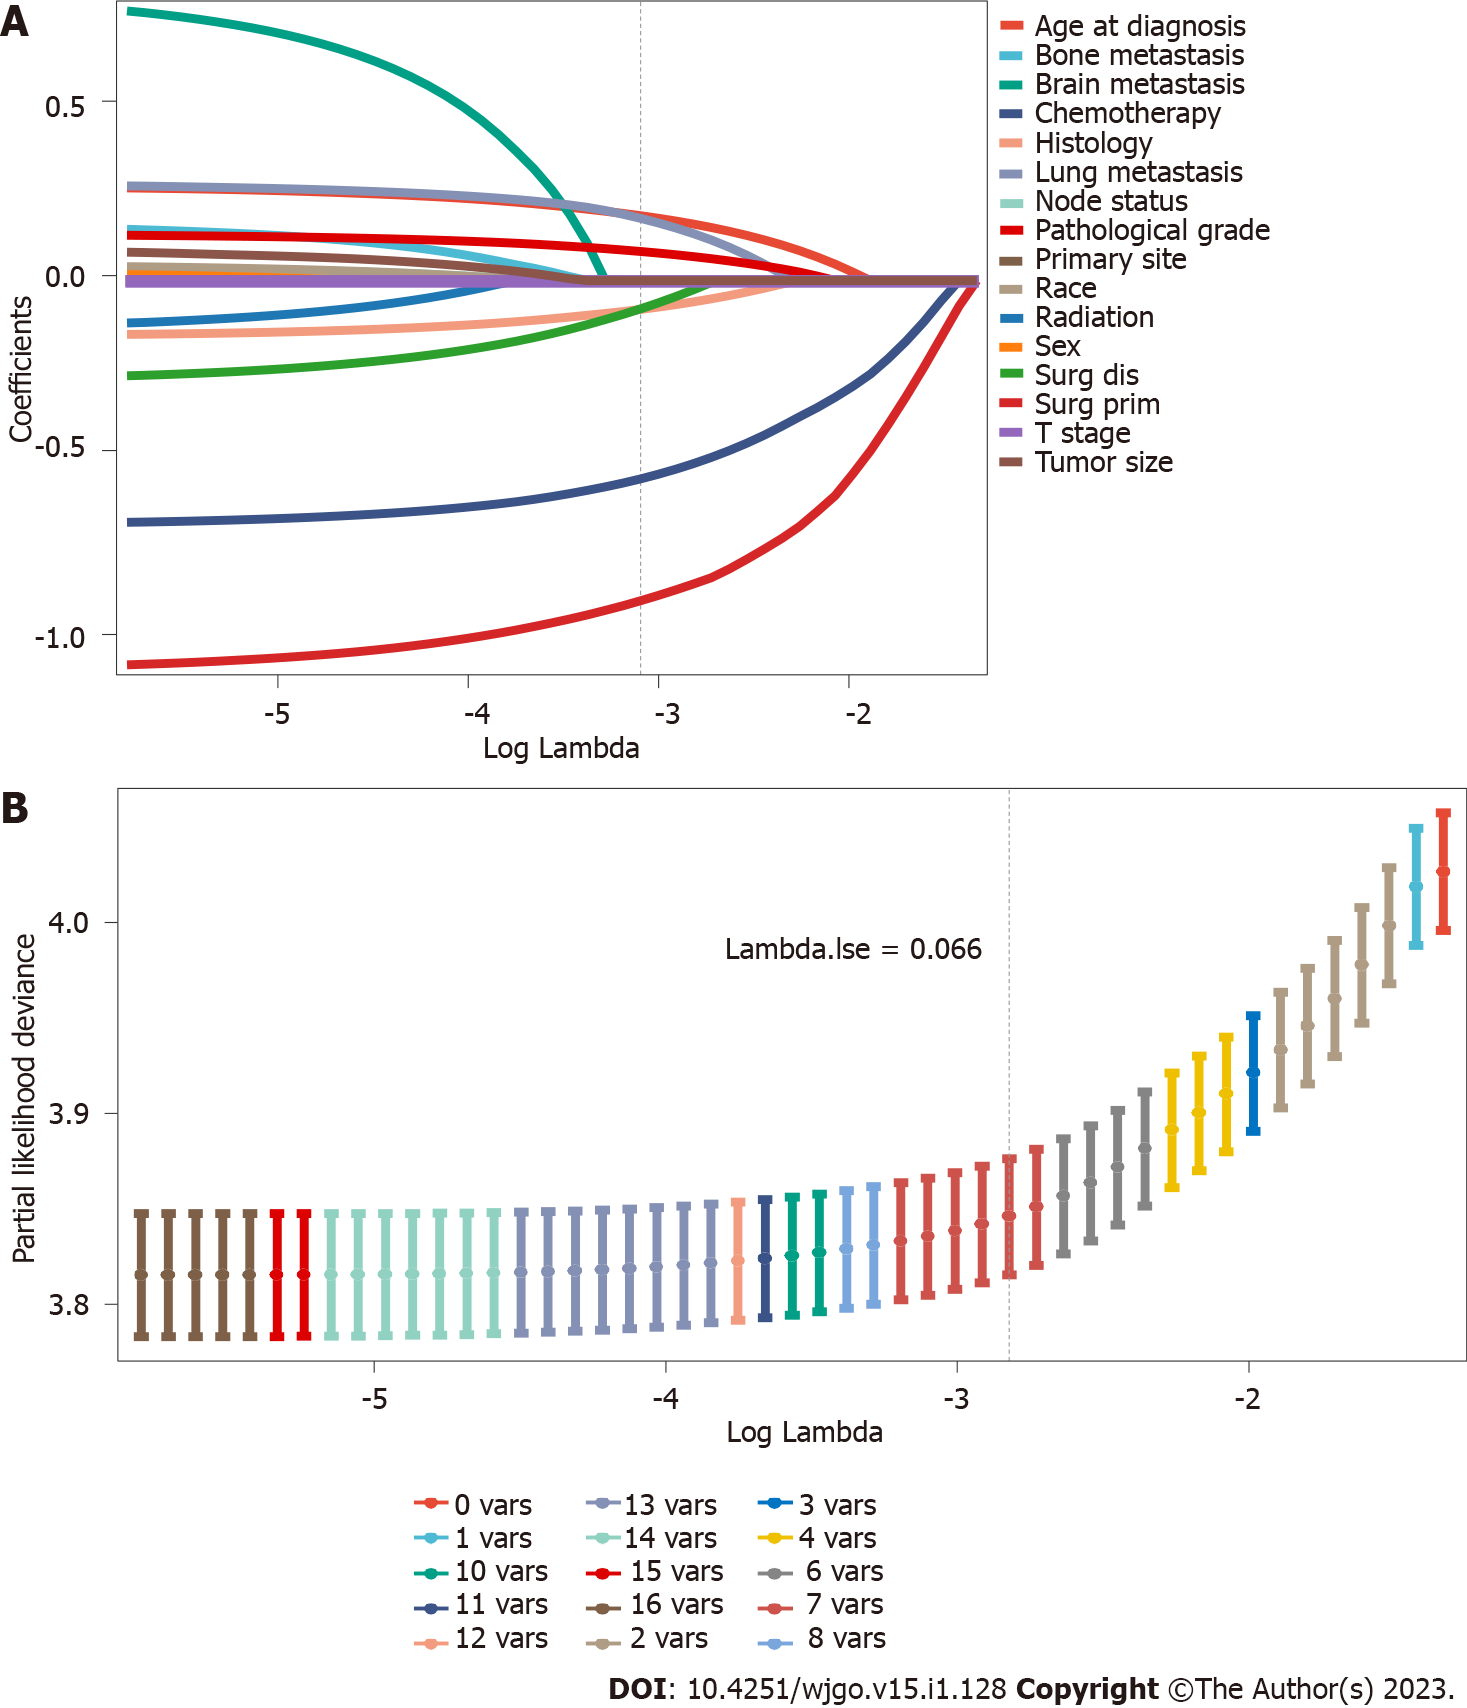 A
0.5
0.0
-0.5
-1.0
Coefficients
-5 -4 -3 -2
Log Lambda
Age at diagnosis
Bone metastasis
Brain metastasis
Chemotherapy
Histology
Lung metastasis
Node status
Pathological grade
Primary site
Race
Radiation
Sex
Surg dis
Surg prim
T stage
Tumor size
B
4.0
3.9
3.8
Partial likelihood deviance
Lambda.lse = 0.066
-5 -4 -3 -2
Log Lambda
0 vars 13 vars 3 vars
1 vars 14 vars 4 vars
10 vars 15 vars 6 vars
11 vars 16 vars 7 vars
12 vars 2 vars 8 vars
DOI: 10.4251/wjgo.v15.i1.128 Copyright ©The Author(s) 2023.